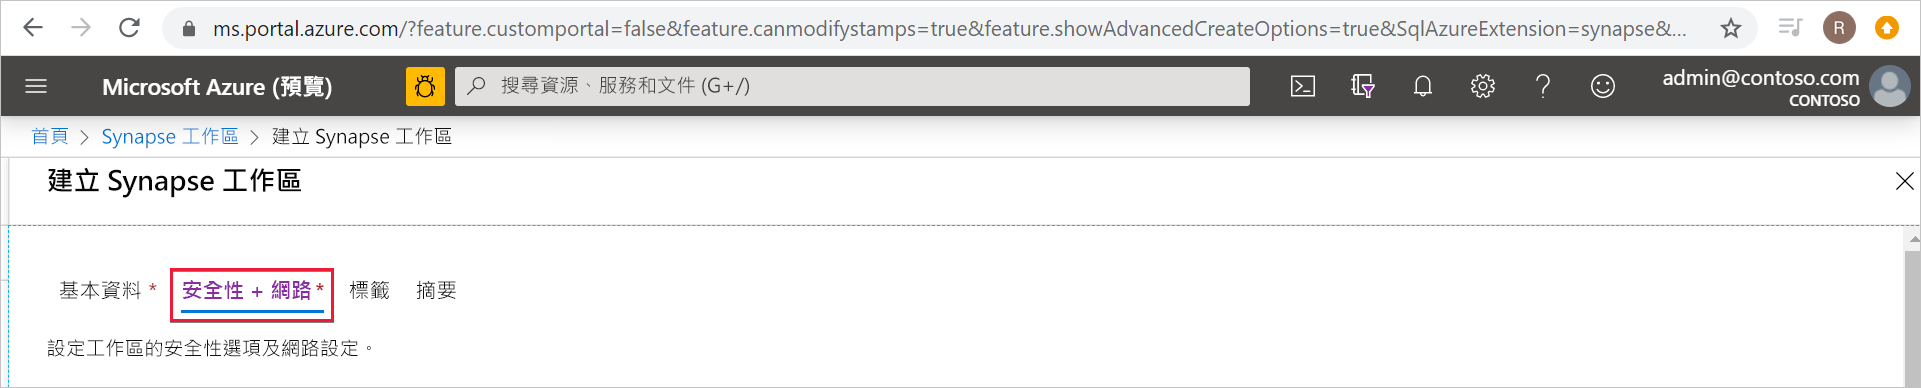 ms.portal.azure.com/?feature.customportal=false&feature.canmodifystamps=true&feature.showAdvancedCreateOptions=true&SqlAzureExtension=synapse&... R
Microsoft Azure (預覽) 搜尋資源、服務和文件 (G+/) admin@contoso.com
CONTOSO
首頁 > Synapse 工作區 > 建立 Synapse 工作區
建立 Synapse 工作區
基本資料 * 安全性 + 網路 * 標籤 摘要
設定工作區的安全性選項及網路設定。